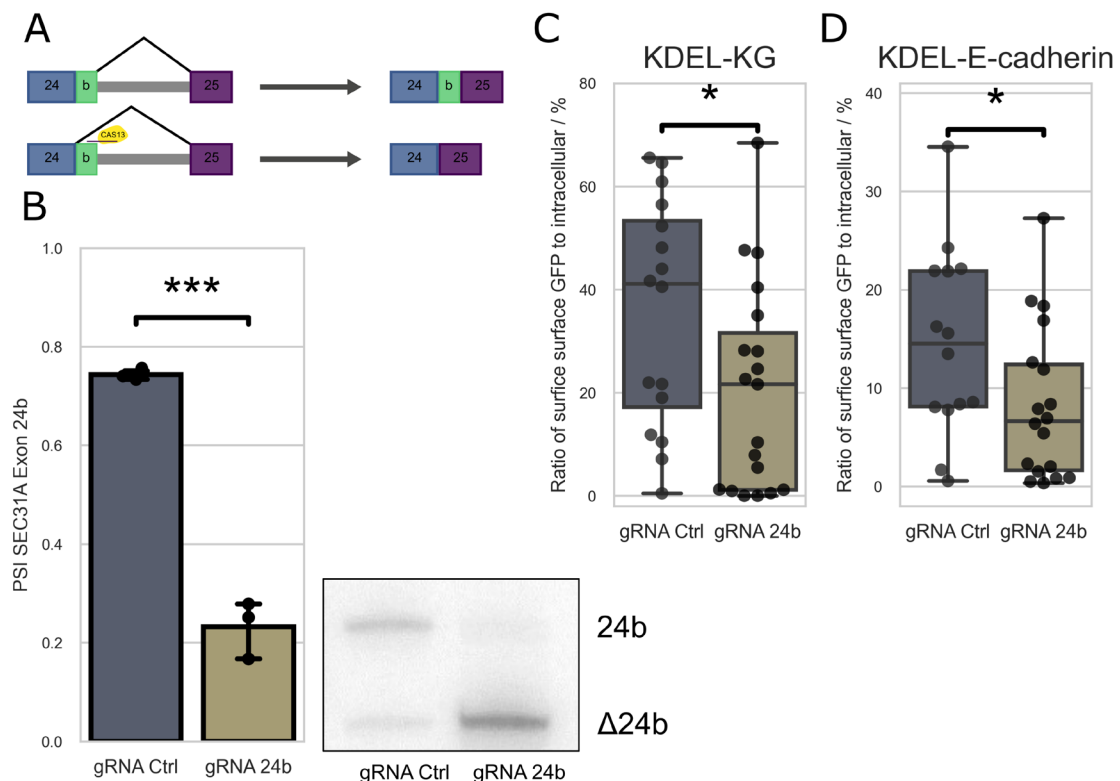 A
24 b 25
24 b 25
CAS13
24 b 25
24 25
B
PSI SEC31A Exon 24b
1.0
0.8
0.6
0.4
0.2
0.0
***
gRNA Ctrl gRNA 24b
24b
Δ24b
gRNA Ctrl gRNA 24b
C
KDEL-KG
Ratio of surfice surface GFP to intracellular / %
80
60
40
20
0
*
gRNA Ctrl gRNA 24b
D
KDEL-E-cadherin
Ratio of surface surface GFP to intracellular / %
40
30
20
10
0
*
gRNA Ctrl gRNA 24b